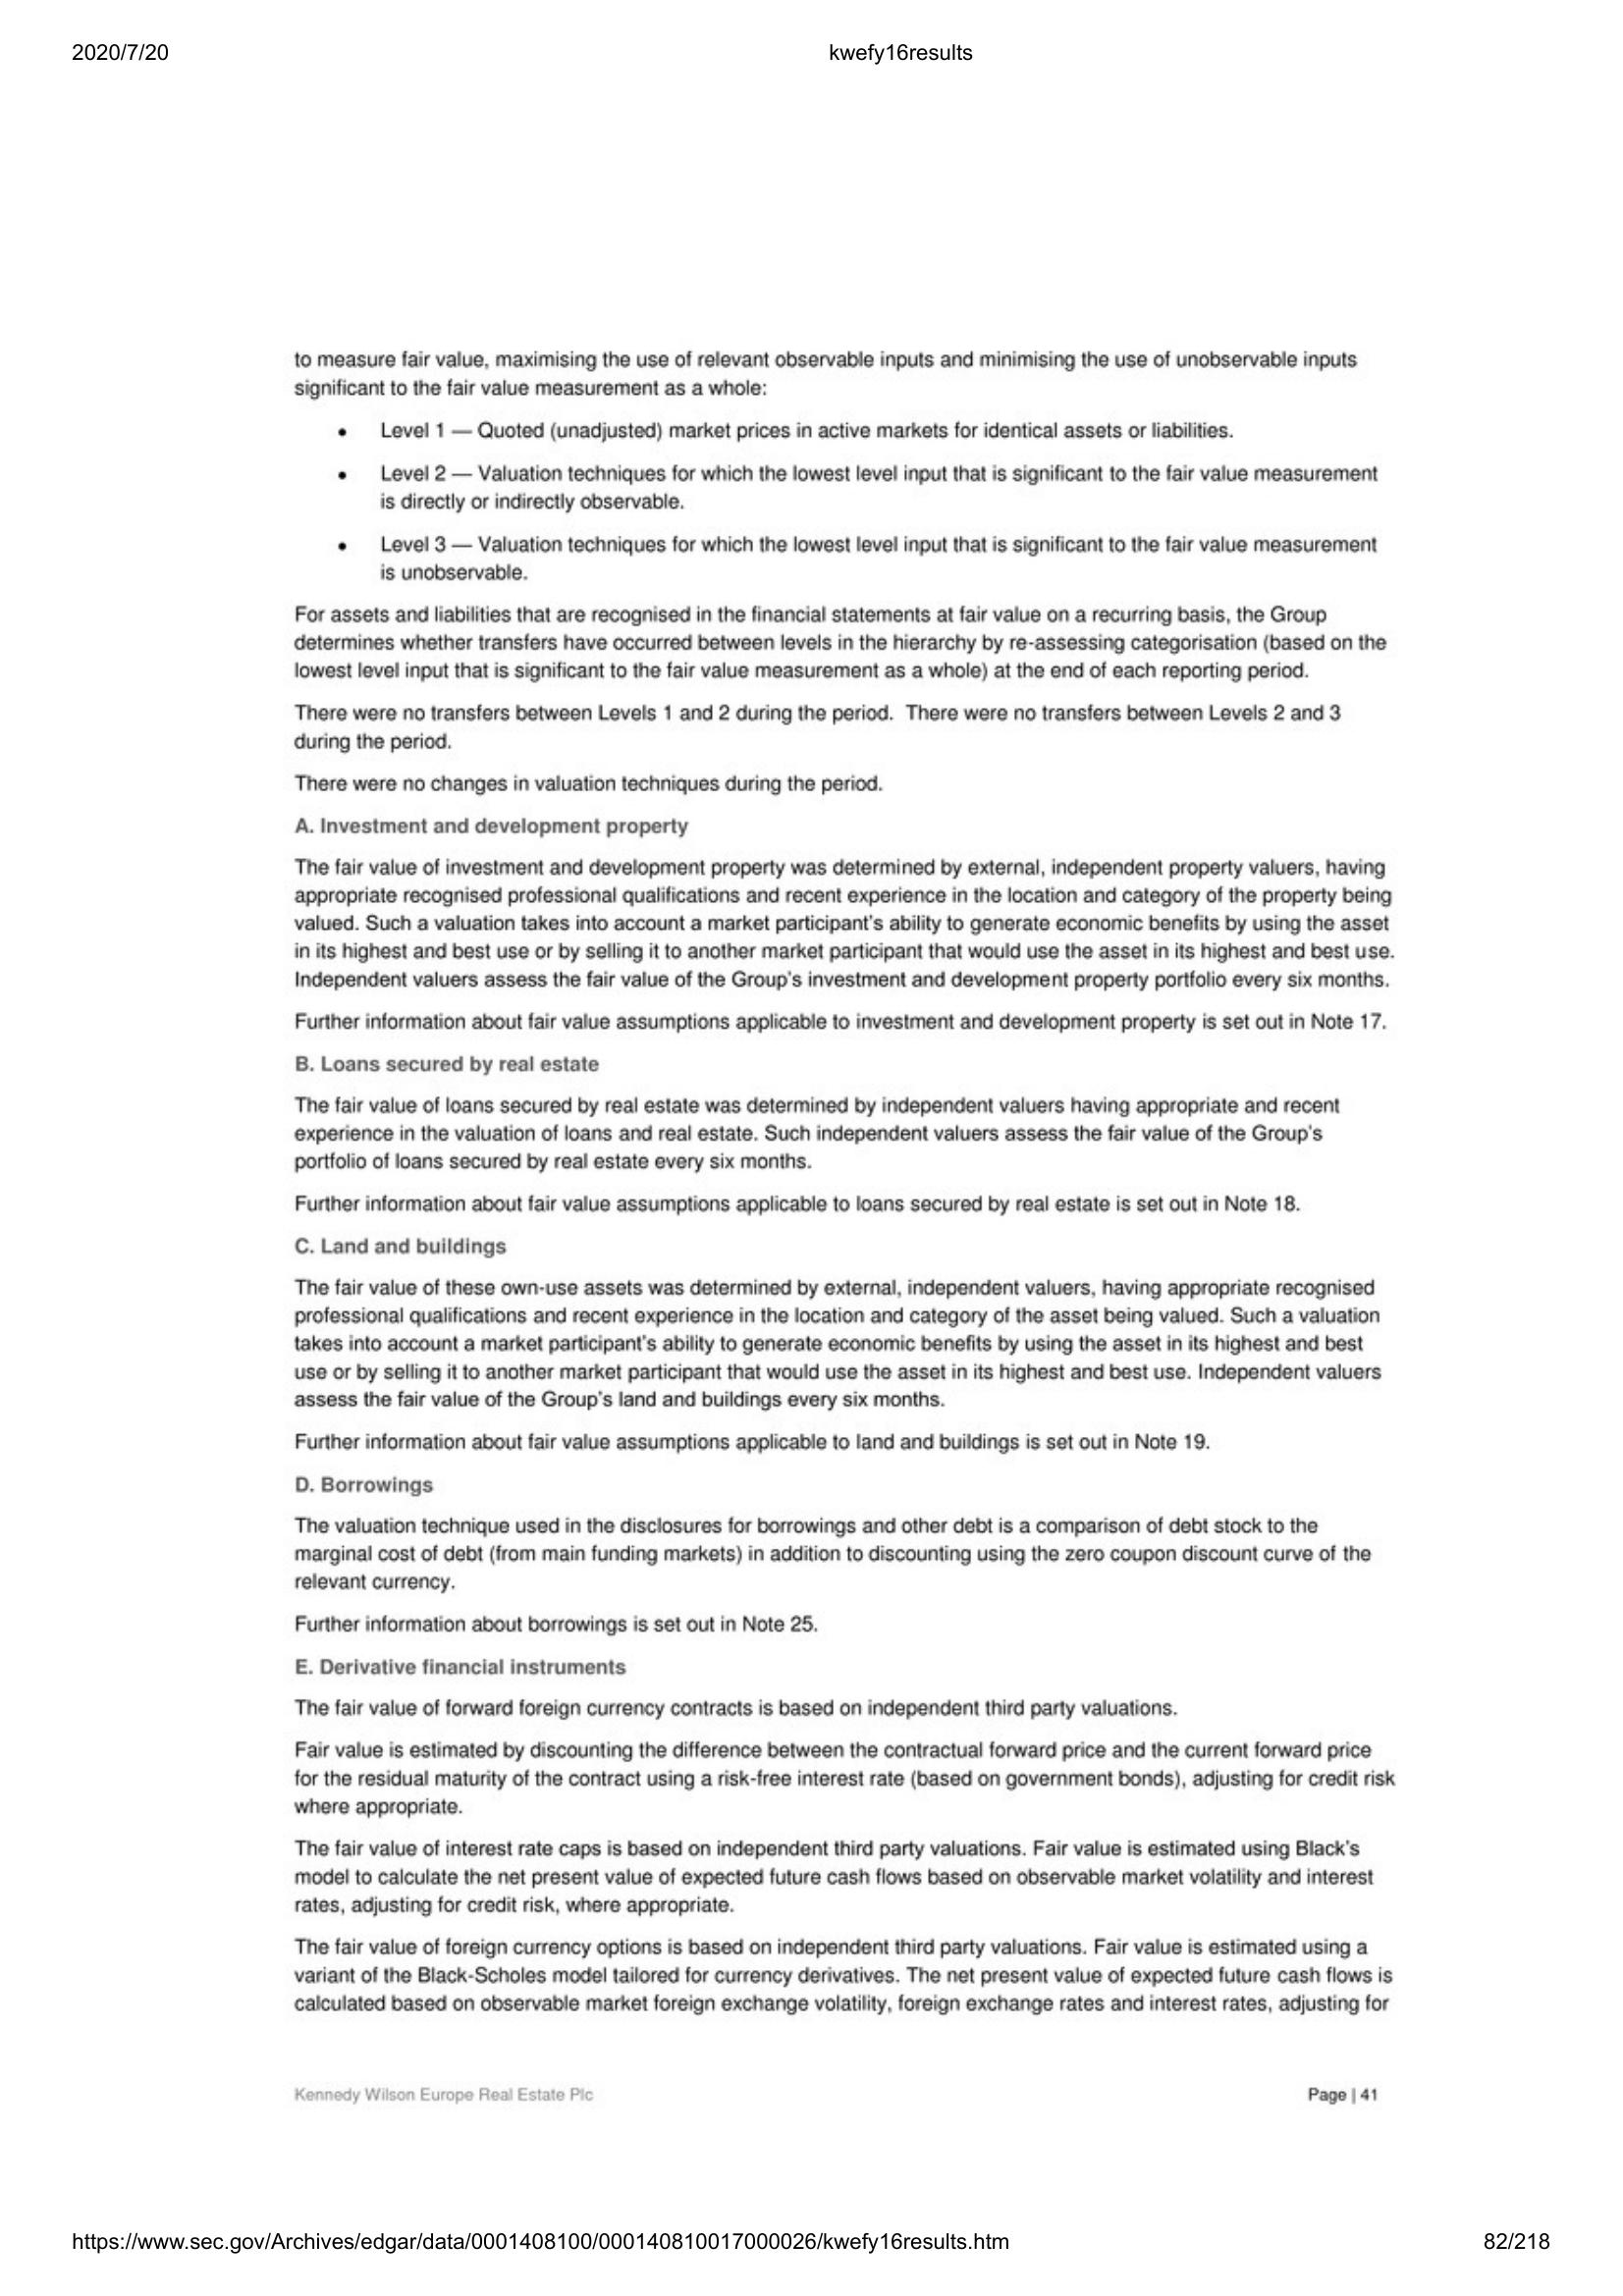 2020/7/20 kwefy16results
to measure fair value, maximising the use of relevant observable inputs and minimising the use of unobservable inputs
significant to the fair value measurement as a whole:
• Level 1 — Quoted (unadjusted) market prices in active markets for identical assets or liabilities.
• Level 2 — Valuation techniques for which the lowest level input that is significant to the fair value measurement
is directly or indirectly observable.
• Level 3 — Valuation techniques for which the lowest level input that is significant to the fair value measurement
is unobservable.
For assets and liabilities that are recognised in the financial statements at fair value on a recurring basis, the Group
determines whether transfers have occurred between levels in the hierarchy by re-assessing categorisation (based on the
lowest level input that is significant to the fair value measurement as a whole) at the end of each reporting period.
There were no transfers between Levels 1 and 2 during the period. There were no transfers between Levels 2 and 3
during the period.
There were no changes in valuation techniques during the period.
A. Investment and development property
The fair value of investment and development property was determined by external, independent property valuers, having
appropriate recognised professional qualifications and recent experience in the location and category of the property being
valued. Such a valuation takes into account a market participant's ability to generate economic benefits by using the asset
in its highest and best use or by selling it to another market participant that would use the asset in its highest and best use.
Independent valuers assess the fair value of the Group's investment and development property portfolio every six months.
Further information about fair value assumptions applicable to investment and development property is set out in Note 17.
B. Loans secured by real estate
The fair value of loans secured by real estate was determined by independent valuers having appropriate and recent
experience in the valuation of loans and real estate. Such independent valuers assess the fair value of the Group's
portfolio of loans secured by real estate every six months.
Further information about fair value assumptions applicable to loans secured by real estate is set out in Note 18.
C. Land and buildings
The fair value of these own-use assets was determined by external, independent valuers, having appropriate recognised
professional qualifications and recent experience in the location and category of the asset being valued. Such a valuation
takes into account a market participant's ability to generate economic benefits by using the asset in its highest and best
use or by selling it to another market participant that would use the asset in its highest and best use. Independent valuers
assess the fair value of the Group's land and buildings every six months.
Further information about fair value assumptions applicable to land and buildings is set out in Note 19.
D. Borrowings
The valuation technique used in the disclosures for borrowings and other debt is a comparison of debt stock to the
marginal cost of debt (from main funding markets) in addition to discounting using the zero coupon discount curve of the
relevant currency.
Further information about borrowings is set out in Note 25.
E. Derivative financial instruments
The fair value of forward foreign currency contracts is based on independent third party valuations.
Fair value is estimated by discounting the difference between the contractual forward price and the current forward price
for the residual maturity of the contract using a risk-free interest rate (based on government bonds), adjusting for credit risk
where appropriate.
The fair value of interest rate caps is based on independent third party valuations. Fair value is estimated using Black's
model to calculate the net present value of expected future cash flows based on observable market volatility and interest
rates, adjusting for credit risk, where appropriate.
The fair value of foreign currency options is based on independent third party valuations. Fair value is estimated using a
variant of the Black-Scholes model tailored for currency derivatives. The net present value of expected future cash flows is
calculated based on observable market foreign exchange volatility, foreign exchange rates and interest rates, adjusting for
Kennedy Wilson Europe Real Estate Plc Page | 41
https://www.sec.gov/Archives/edgar/data/0001408100/000140810017000026/kwefy16results.htm 82/218